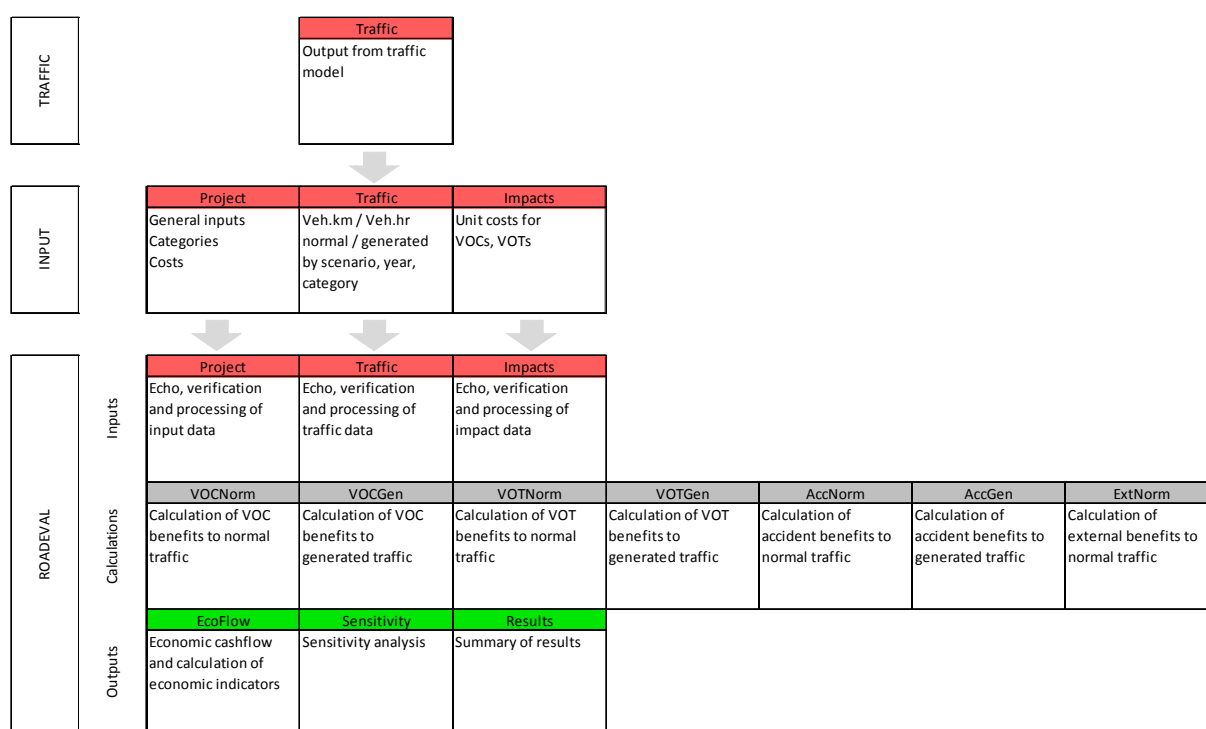 TRAFFIC
Traffic
Output from traffic
model
INPUT
Project
General inputs
Categories
Costs
Traffic
Veh.km / Veh.hr
normal / generated
by scenario, year,
category
Impacts
Unit costs for
VOCs, VOTs
ROADEVAL
Inputs
Project
Echo, verification
and processing of
input data
Traffic
Echo, verification
and processing of
traffic data
Impacts
Echo, verification
and processing of
impact data
Calculations
VOCNorm
Calculation of VOC
benefits to normal
traffic
VOCGen
Calculation of VOC
benefits to
generated traffic
VOTNorm
Calculation of VOT
benefits to normal
traffic
VOTGen
Calculation of VOT
benefits to
generated traffic
AccNorm
Calculation of
accident benefits to
normal traffic
AccGen
Calculation of
accident benefits to
generated traffic
ExtNorm
Calculation of
external benefits to
normal traffic
Outputs
EcoFlow
Economic cashflow
and calculation of
economic indicators
Sensitivity
Sensitivity analysis
Results
Summary of results